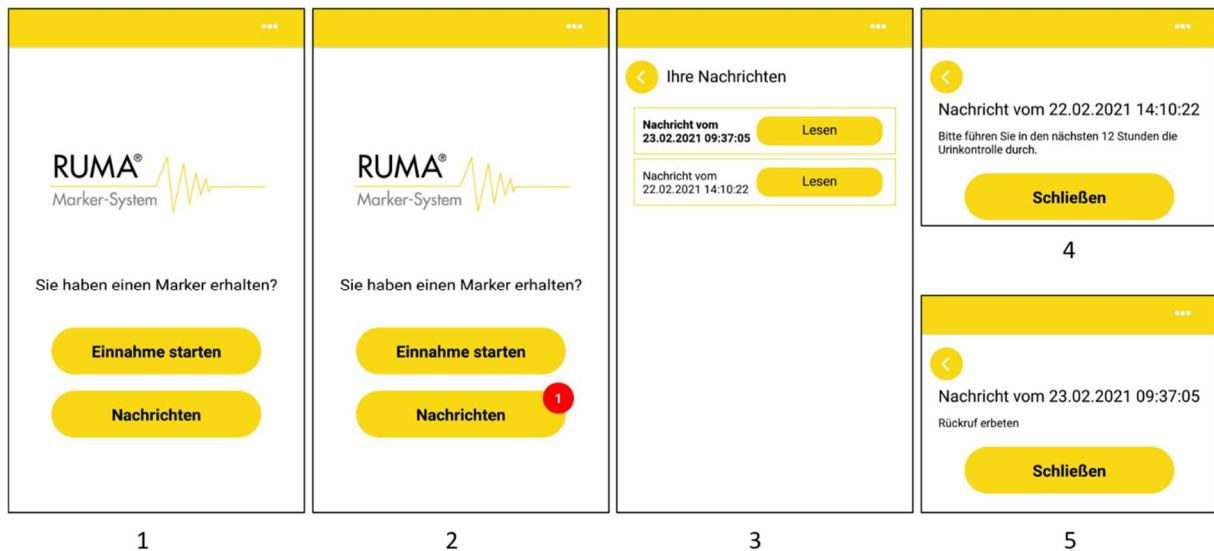 RUMA®
Marker-System
Sie haben einen Marker erhalten?
Einnahme starten
Nachrichten
1
RUMA®
Marker-System
Sie haben einen Marker erhalten?
Einnahme starten
Nachrichten
1
2
Ihre Nachrichten
Nachricht vom
23.02.2021 09:37:05
Lesen
Nachricht vom
22.02.2021 14:10:22
Lesen
3
Nachricht vom 22.02.2021 14:10:22
Bitte führen Sie in den nächsten 12 Stunden die
Urinkontrolle durch.
Schließen
4
Nachricht vom 23.02.2021 09:37:05
Rückruf erbeten
Schließen
5